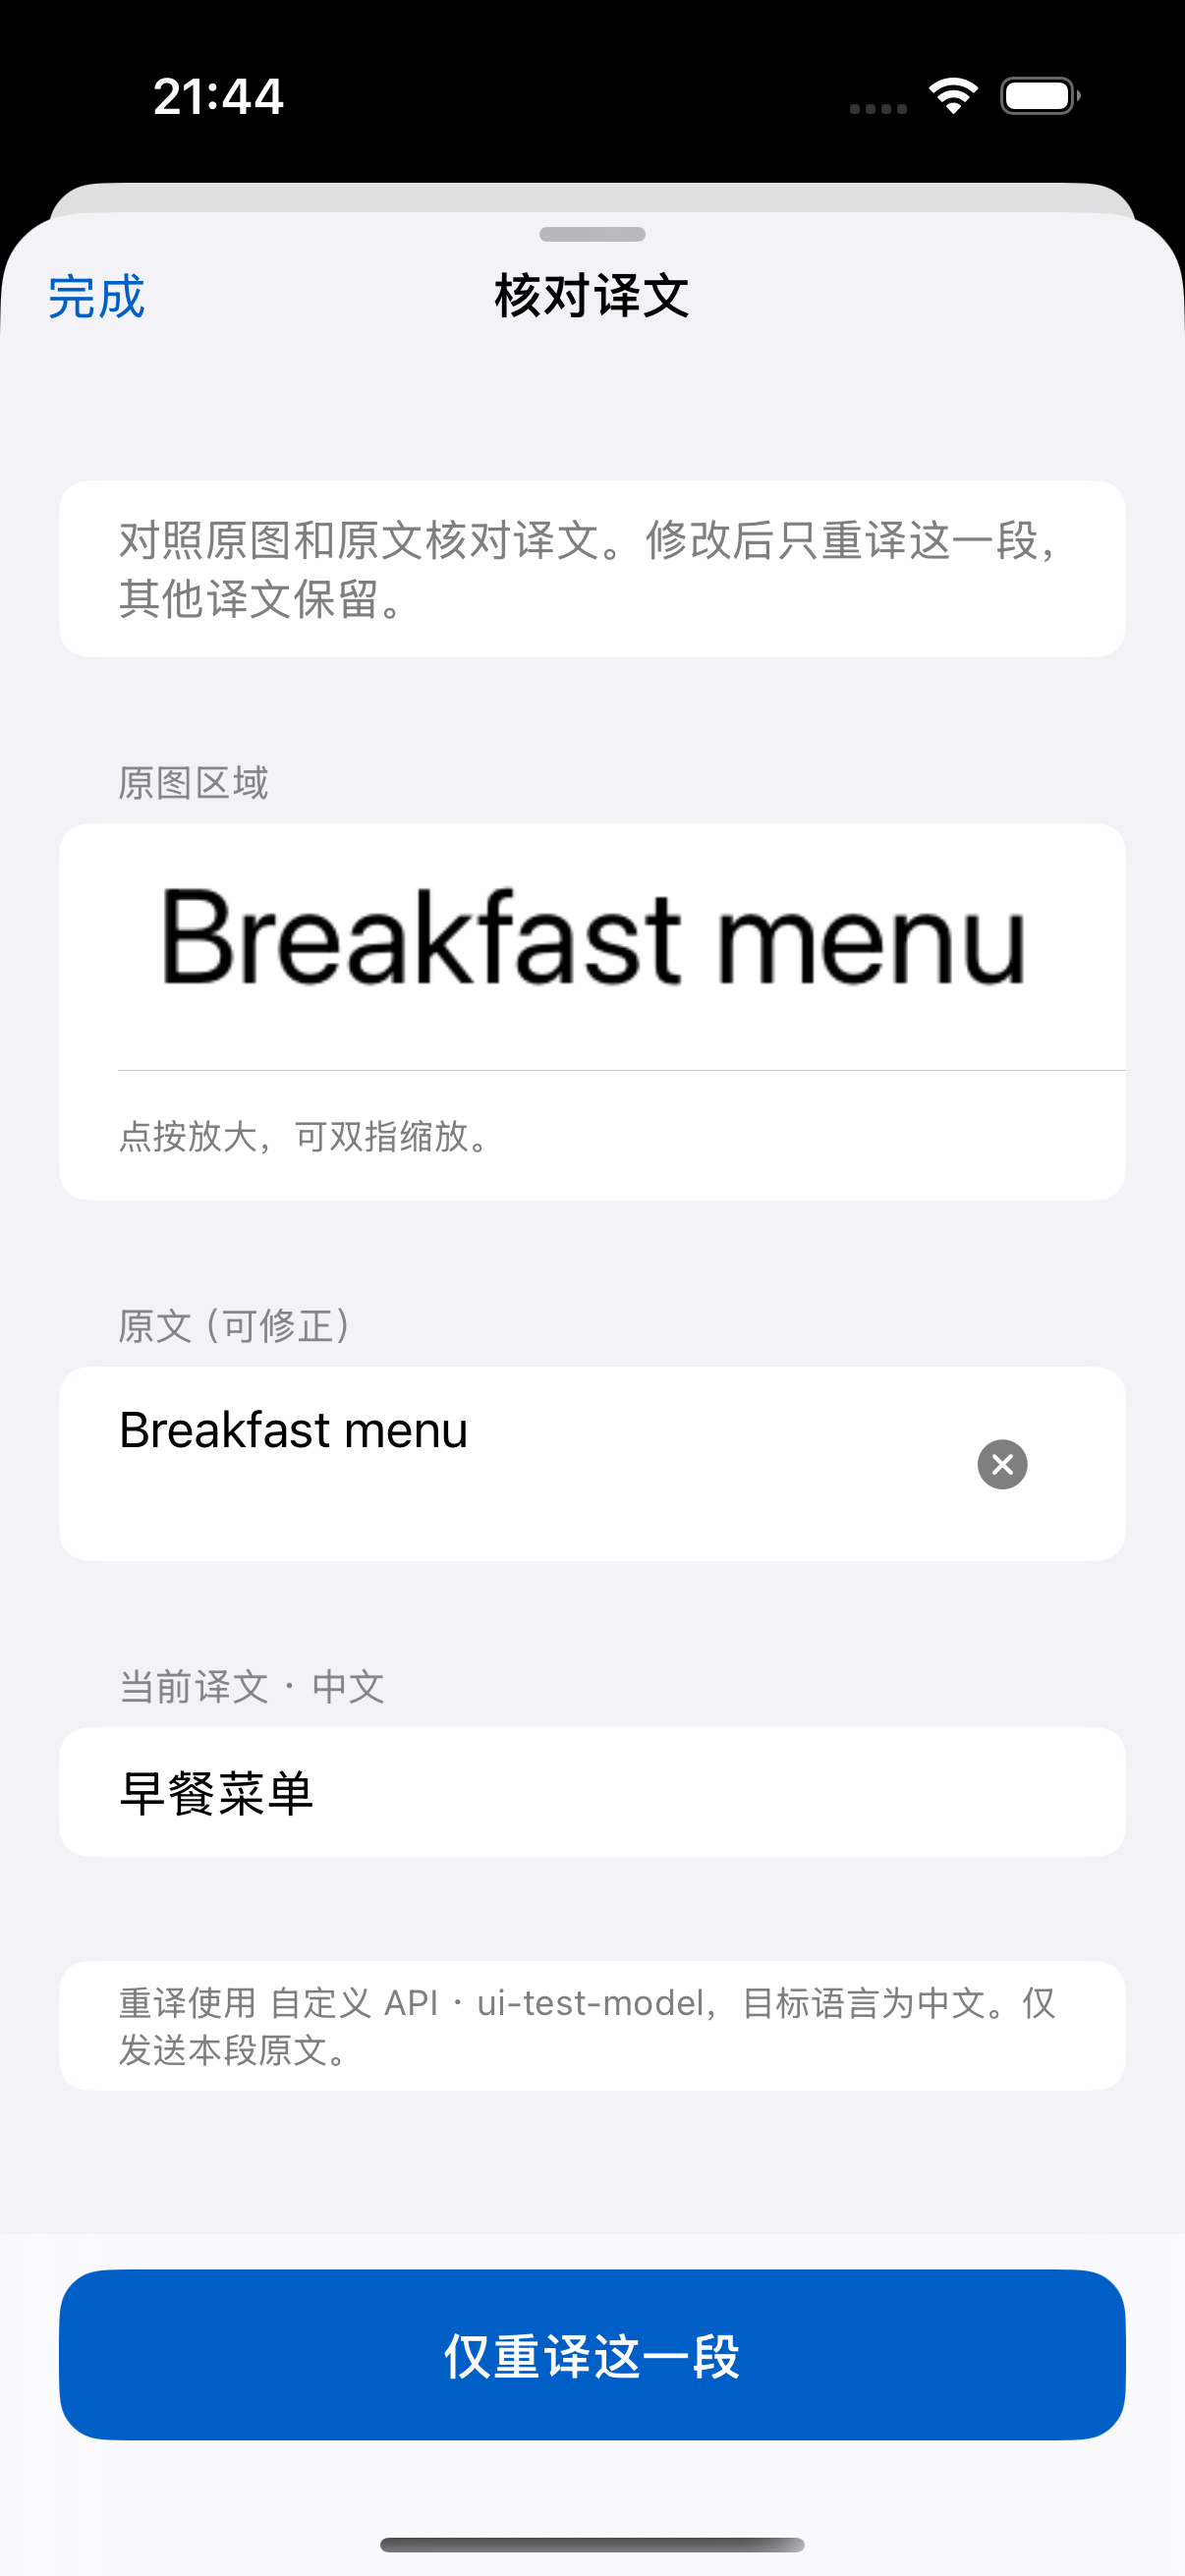 21:44
完成
核对译文
对照原图和原文核对译文。修改后只重译这一段，
其他译文保留。
原图区域
Breakfast menu
点按放大，可双指缩放。
原文（可修正）
Breakfast menu
当前译文 · 中文
早餐菜单
重译使用 自定义 API · ui-test-model，目标语言为中文。仅
发送本段原文。
仅重译这一段